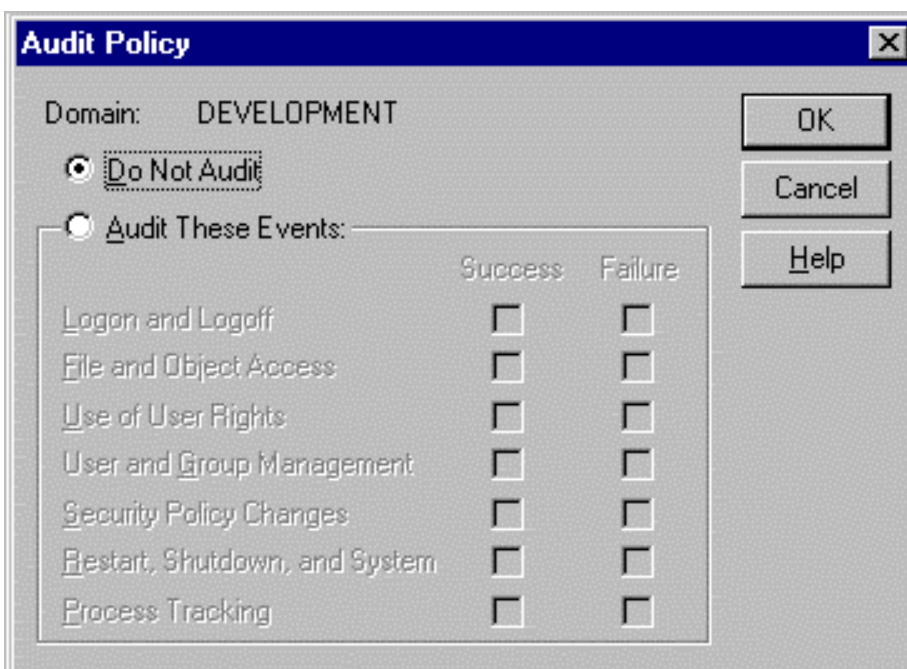 Audit Policy
Domain: DEVELOPMENT
OK
Do Not Audit
Cancel
Audit These Events:
Help
Success Failure
Logon and Logoff
File and Object Access
Use of User Rights
User and Group Management
Security Policy Changes
Restart, Shutdown, and System
Process Tracking